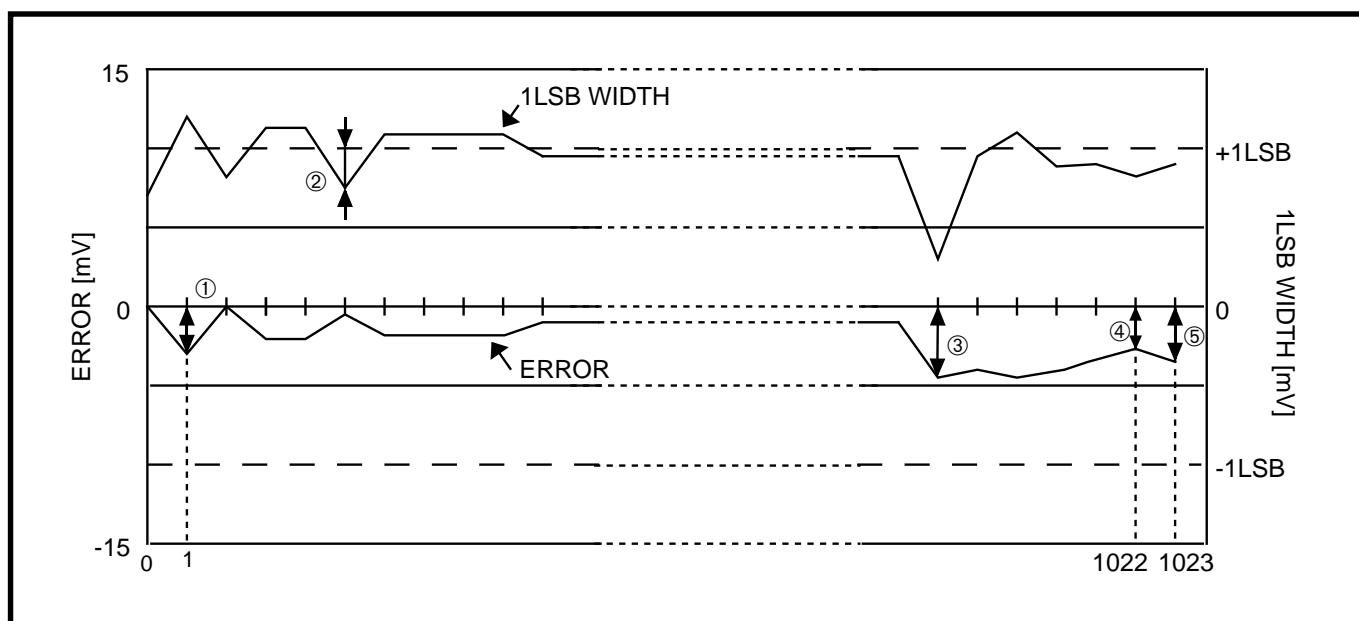 15
1LSB WIDTH
+1LSB
②
ERROR [mV]
1LSB WIDTH [mV]
①
0
0
③
④
⑤
ERROR
-1LSB
-15
0
1
1022
1023